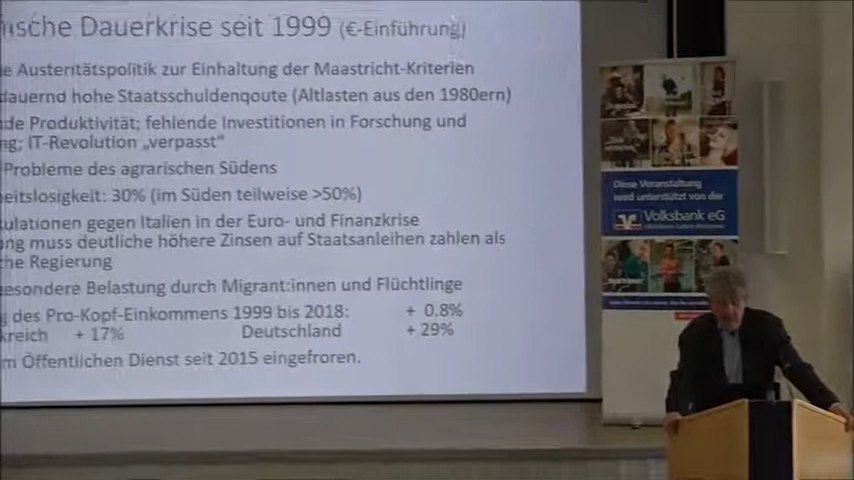 ische Dauerkrise seit 1999 (€-Einführung)
e Austeritätspolitik zur Einhaltung der Maastricht-Kriterien
dauernd hohe Staatsschuldenqoute (Altlasten aus den 1980ern)
nde Produktivität; fehlende Investitionen in Forschung und
ng; IT-Revolution „verpasst“
Probleme des agrarischen Südens
beitslosigkeit: 30% (im Süden teilweise >50%)
kulationen gegen Italien in der Euro- und Finanzkrise
ung muss deutliche höhere Zinsen auf Staatsanleihen zahlen als
che Regierung
esondere Belastung durch Migrant:innen und Flüchtlinge
g des Pro-Kopf-Einkommens 1999 bis 2018: + 0.8%
kreich + 17% Deutschland + 29%
m Öffentlichen Dienst seit 2015 eingefroren.
Diese Veranstaltung
wird unterstützt von der
Volksbank eG